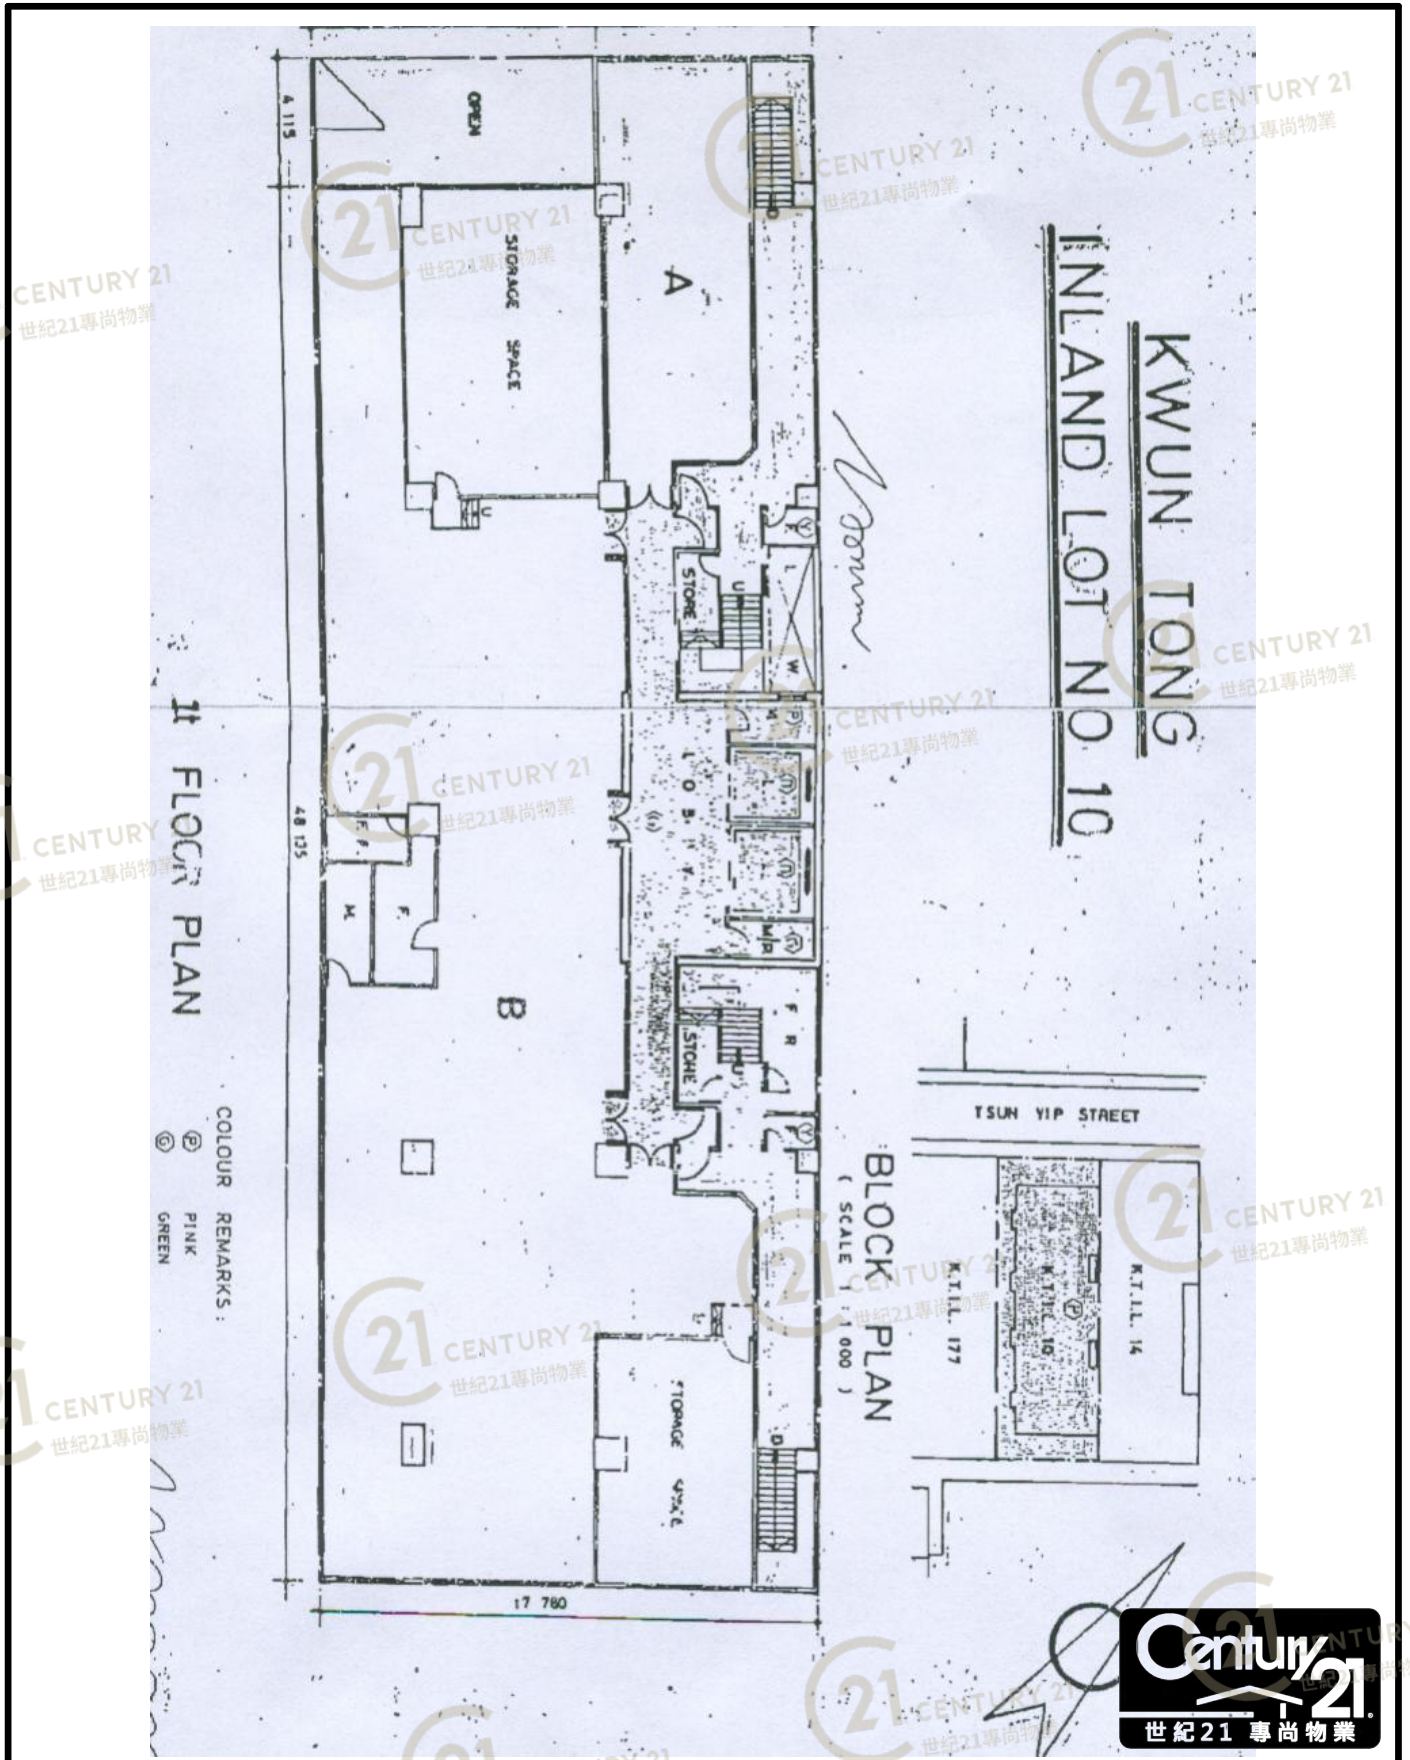 KWUN TONG
INLAND LOT NO 10
TSUN YIP STREET
K.T.I.L. 14
K.T.I.L. 10
K.T.I.L. 177
BLOCK PLAN
( SCALE 1 : 1000 )
OPEN
4 115
STORAGE SPACE
A
D
U
STORE
U
L W
F
Y
P
L
L
LOBBY
M/R
F R
STORE
U
F
Y
F.
M.
B
STORAGE
D
48 135
17 780
1st FLOOR PLAN
COLOUR REMARKS :
P PINK
G GREEN
CENTURY 21
世紀21專尚物業
Century 21
世紀21 專尚物業